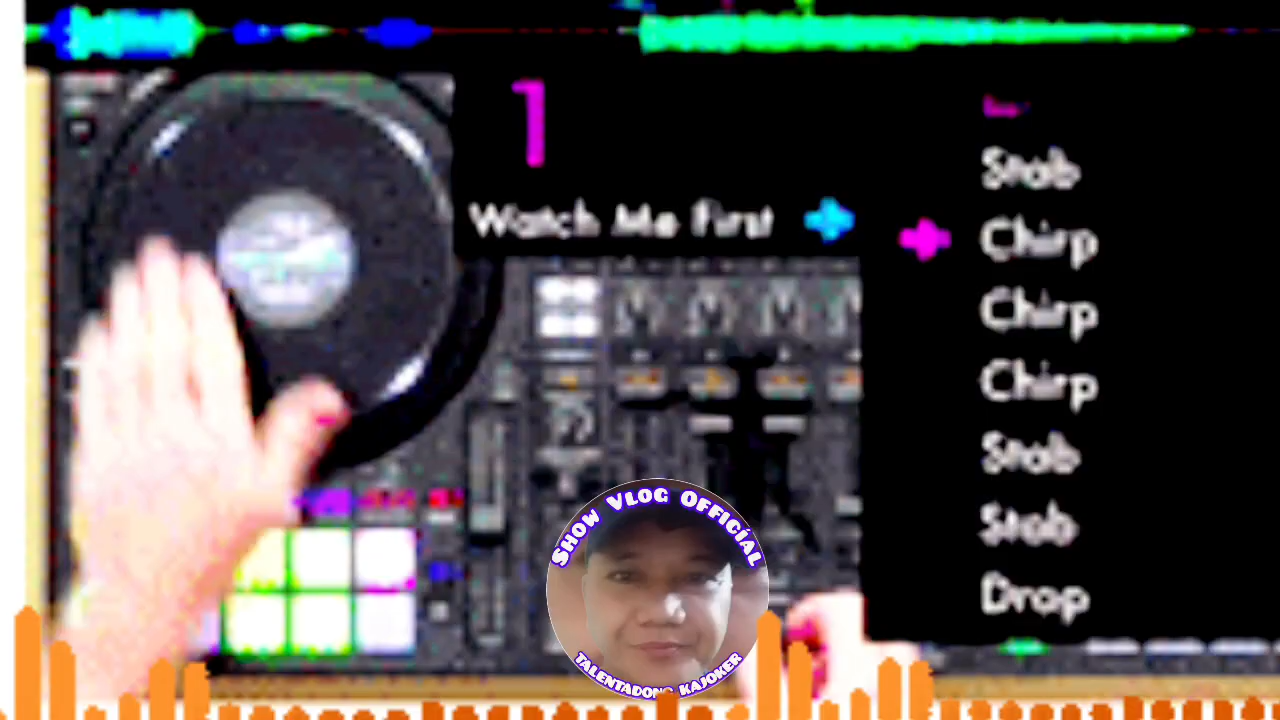 1
Watch Me First
Stab
Chirp
Chirp
Chirp
Stab
Stab
Drop
Show Vlog Official
TALENTADONG KAJOKER